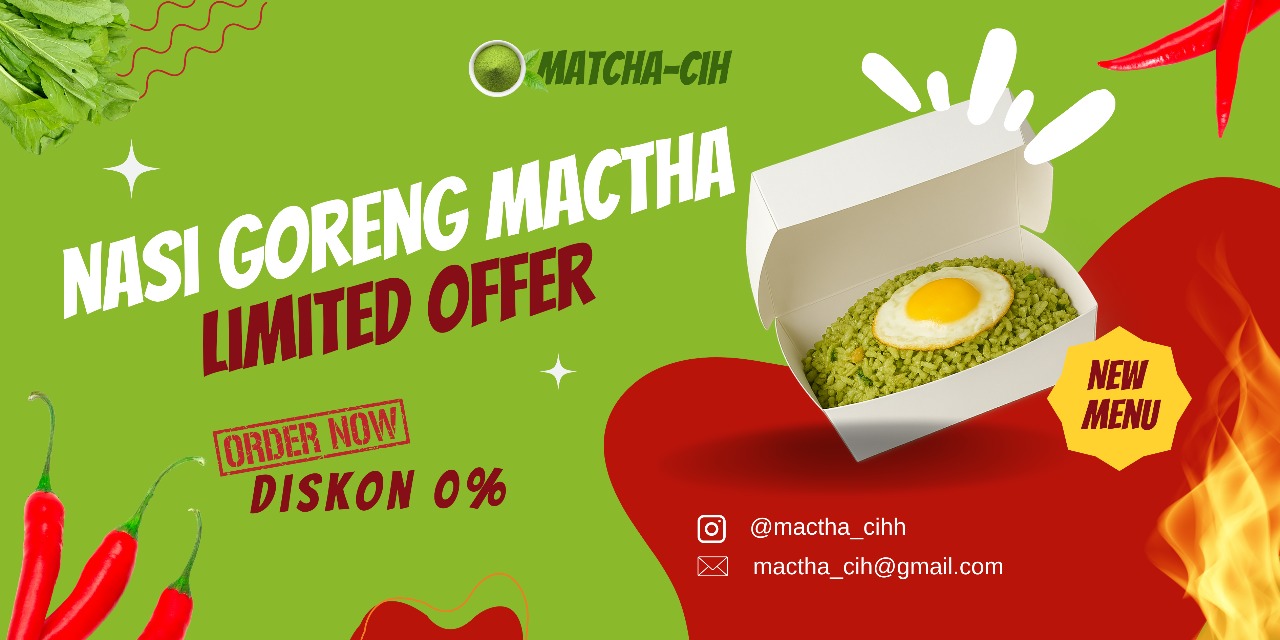 MATCHA-CIH
NASI GORENG MACTHA
LIMITED OFFER
ORDER NOW
DISKON 0%
NEW
MENU
@mactha_cihh
mactha_cih@gmail.com